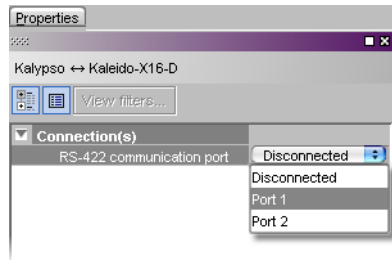 Properties
Kalypso ↔ Kaleido-X16-D
View filters...
Connection(s)
RS-422 communication port Disconnected
Disconnected
Port 1
Port 2